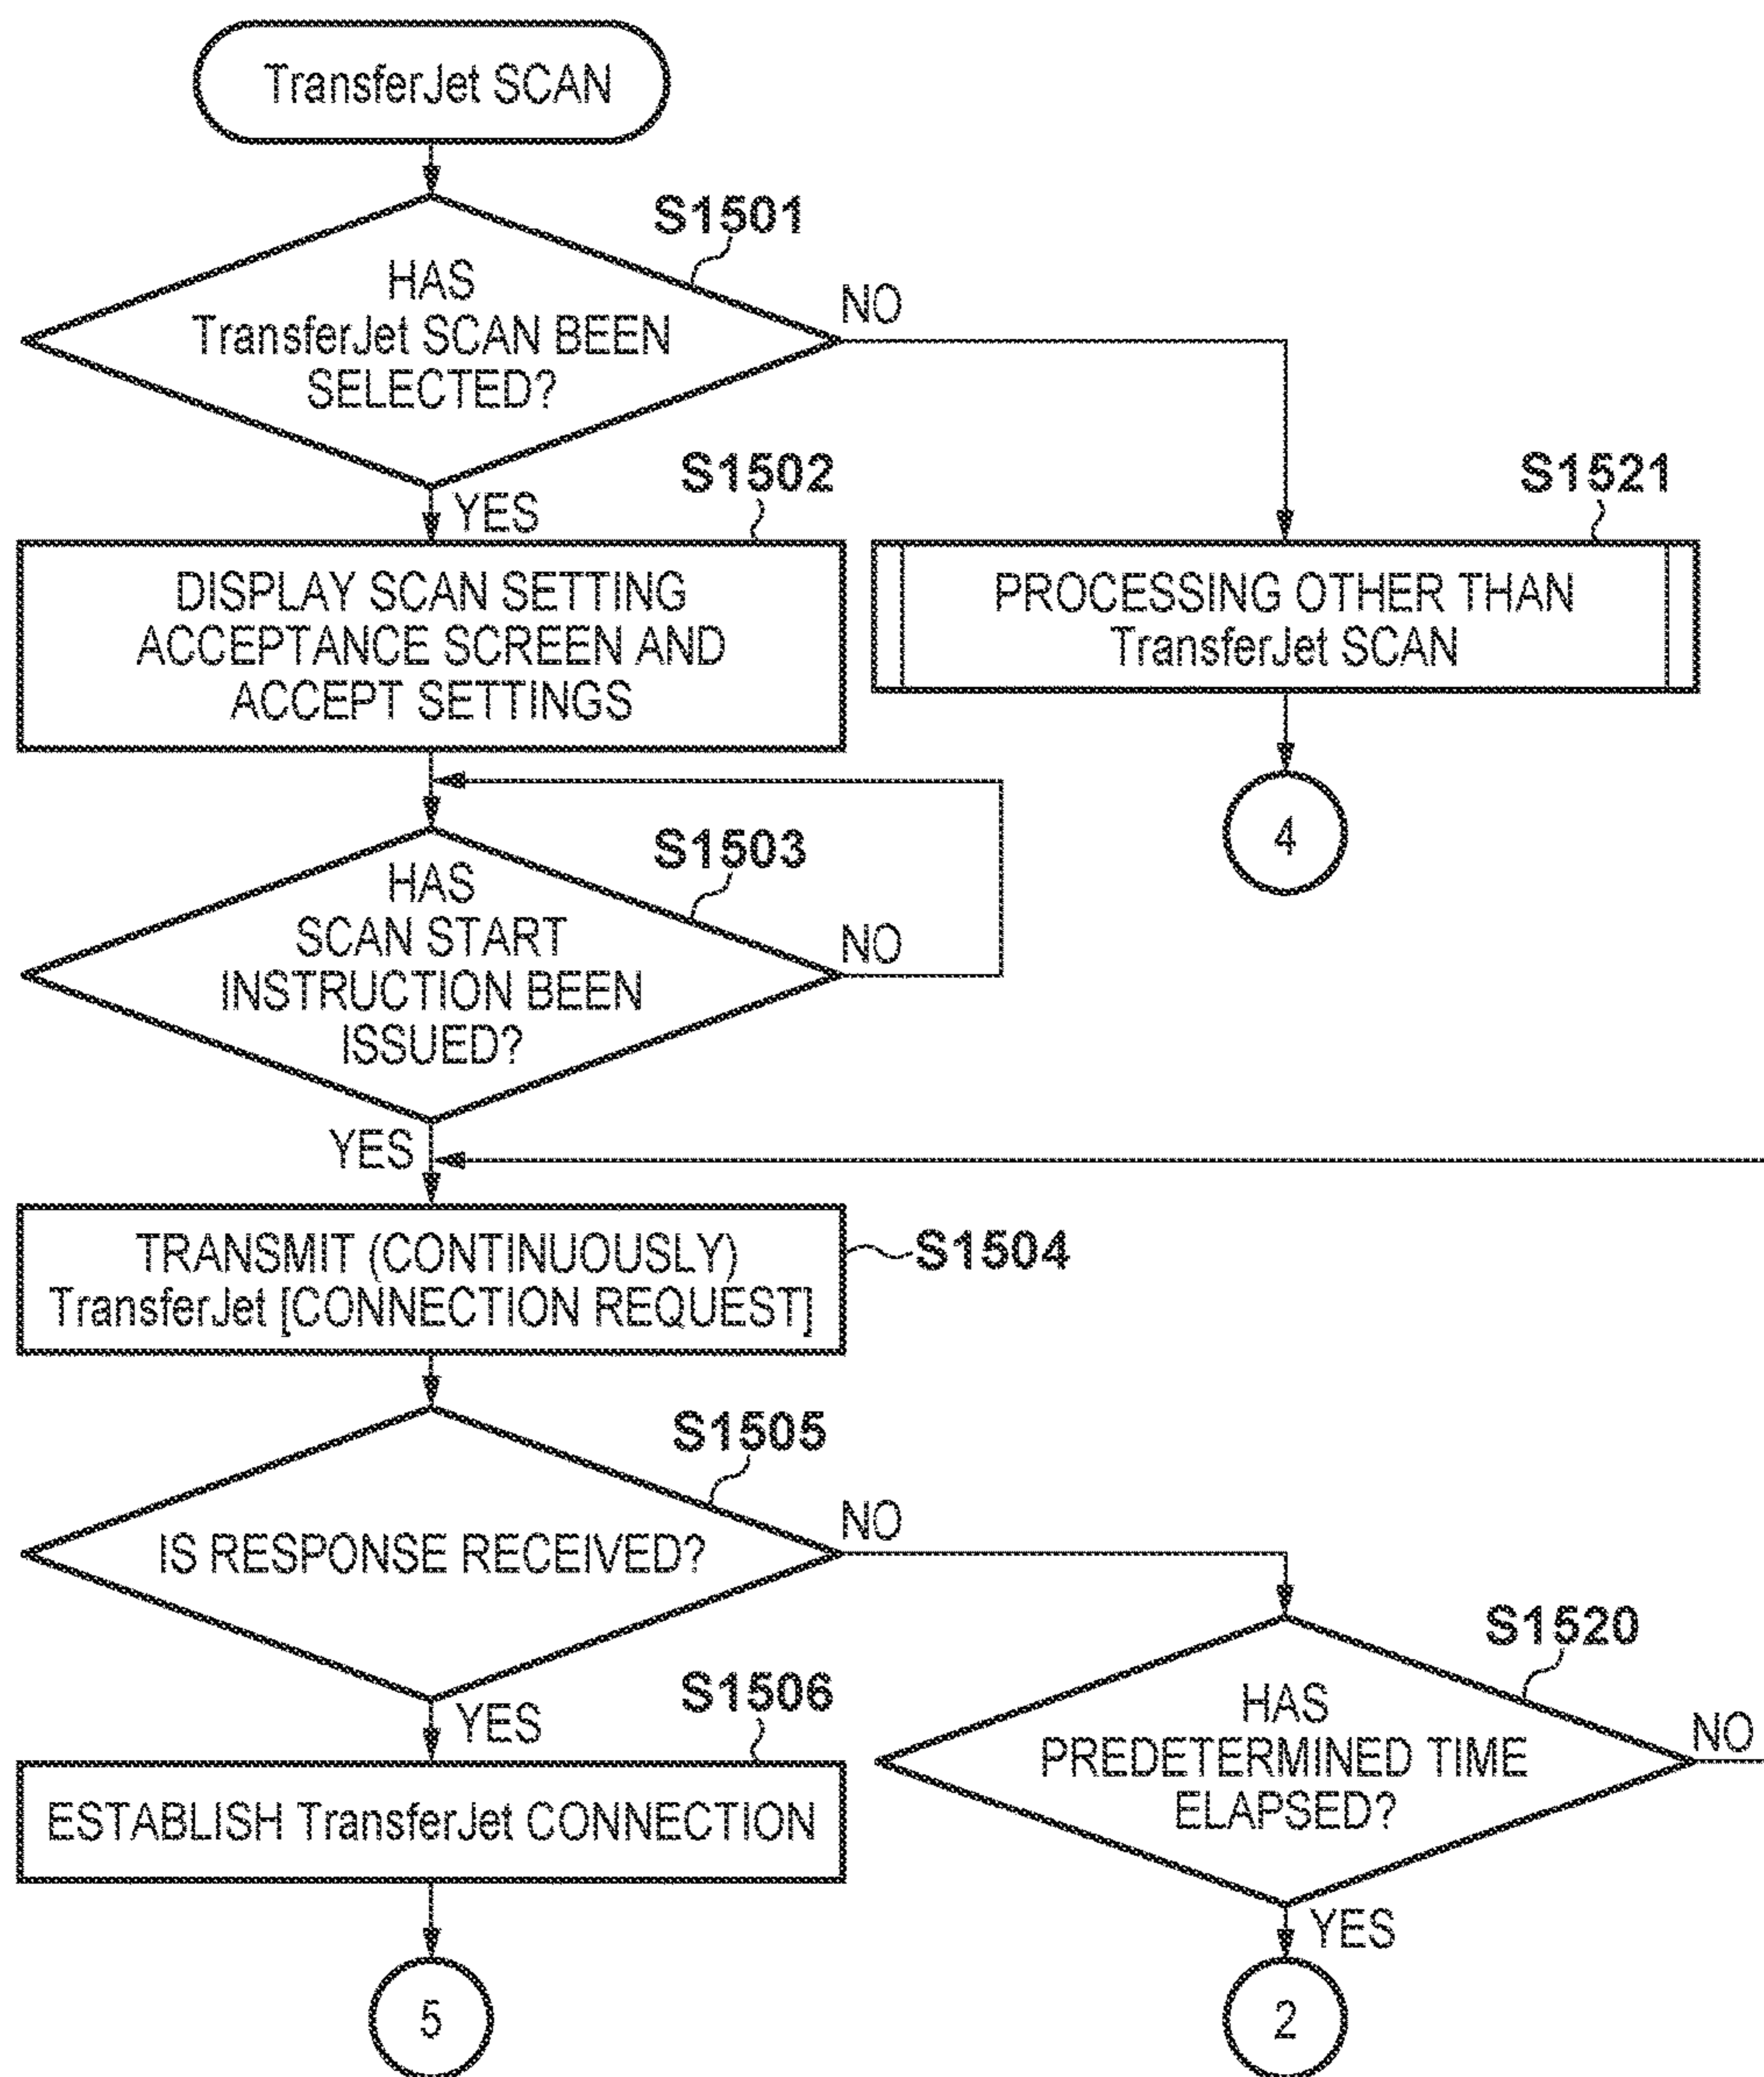 TransferJet SCAN
S1501
HAS
TransferJet SCAN BEEN
SELECTED?
NO
YES
S1502
DISPLAY SCAN SETTING
ACCEPTANCE SCREEN AND
ACCEPT SETTINGS
S1521
PROCESSING OTHER THAN
TransferJet SCAN
4
S1503
HAS
SCAN START
INSTRUCTION BEEN
ISSUED?
NO
YES
TRANSMIT (CONTINUOUSLY)
TransferJet [CONNECTION REQUEST]
S1504
S1505
IS RESPONSE RECEIVED?
NO
YES
S1520
HAS
PREDETERMINED TIME
ELAPSED?
NO
YES
S1506
ESTABLISH TransferJet CONNECTION
5
2